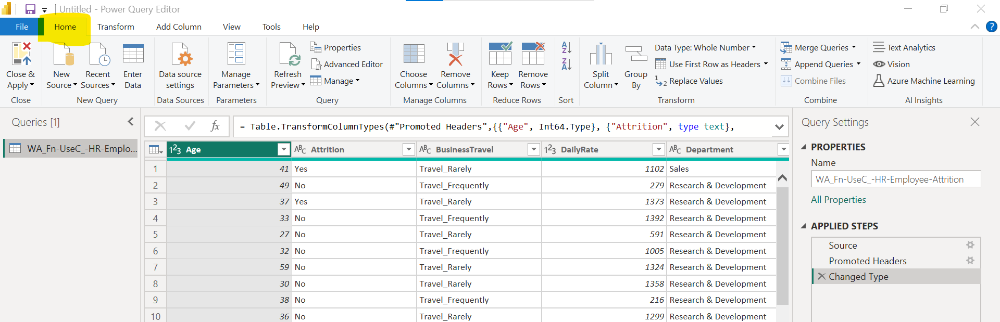 Untitled - Power Query Editor
File Home Transform Add Column View Tools Help
Close & Apply
Close
New Source
Recent Sources
Enter Data
New Query
Data source settings
Data Sources
Manage Parameters
Parameters
Refresh Preview
Properties
Advanced Editor
Manage
Query
Choose Columns
Remove Columns
Manage Columns
Keep Rows
Remove Rows
Reduce Rows
A Z
Z A
Sort
Split Column
Group By
Data Type: Whole Number
Use First Row as Headers
1 2 Replace Values
Transform
Merge Queries
Append Queries
Combine Files
Combine
Text Analytics
Vision
Azure Machine Learning
AI Insights
Queries [1]
WA_Fn-UseC_-HR-Emplo...
fx = Table.TransformColumnTypes(#"Promoted Headers",{{"Age", Int64.Type}, {"Attrition", type text},
123 Age ABC Attrition ABC BusinessTravel 123 DailyRate ABC Department
1 41 Yes Travel_Rarely 1102 Sales
2 49 No Travel_Frequently 279 Research & Development
3 37 Yes Travel_Rarely 1373 Research & Development
4 33 No Travel_Frequently 1392 Research & Development
5 27 No Travel_Rarely 591 Research & Development
6 32 No Travel_Frequently 1005 Research & Development
7 59 No Travel_Rarely 1324 Research & Development
8 30 No Travel_Rarely 1358 Research & Development
9 38 No Travel_Frequently 216 Research & Development
10 36 No Travel_Rarely 1299 Research & Development
Query Settings
PROPERTIES
Name
WA_Fn-UseC_-HR-Employee-Attrition
All Properties
APPLIED STEPS
Source
Promoted Headers
Changed Type